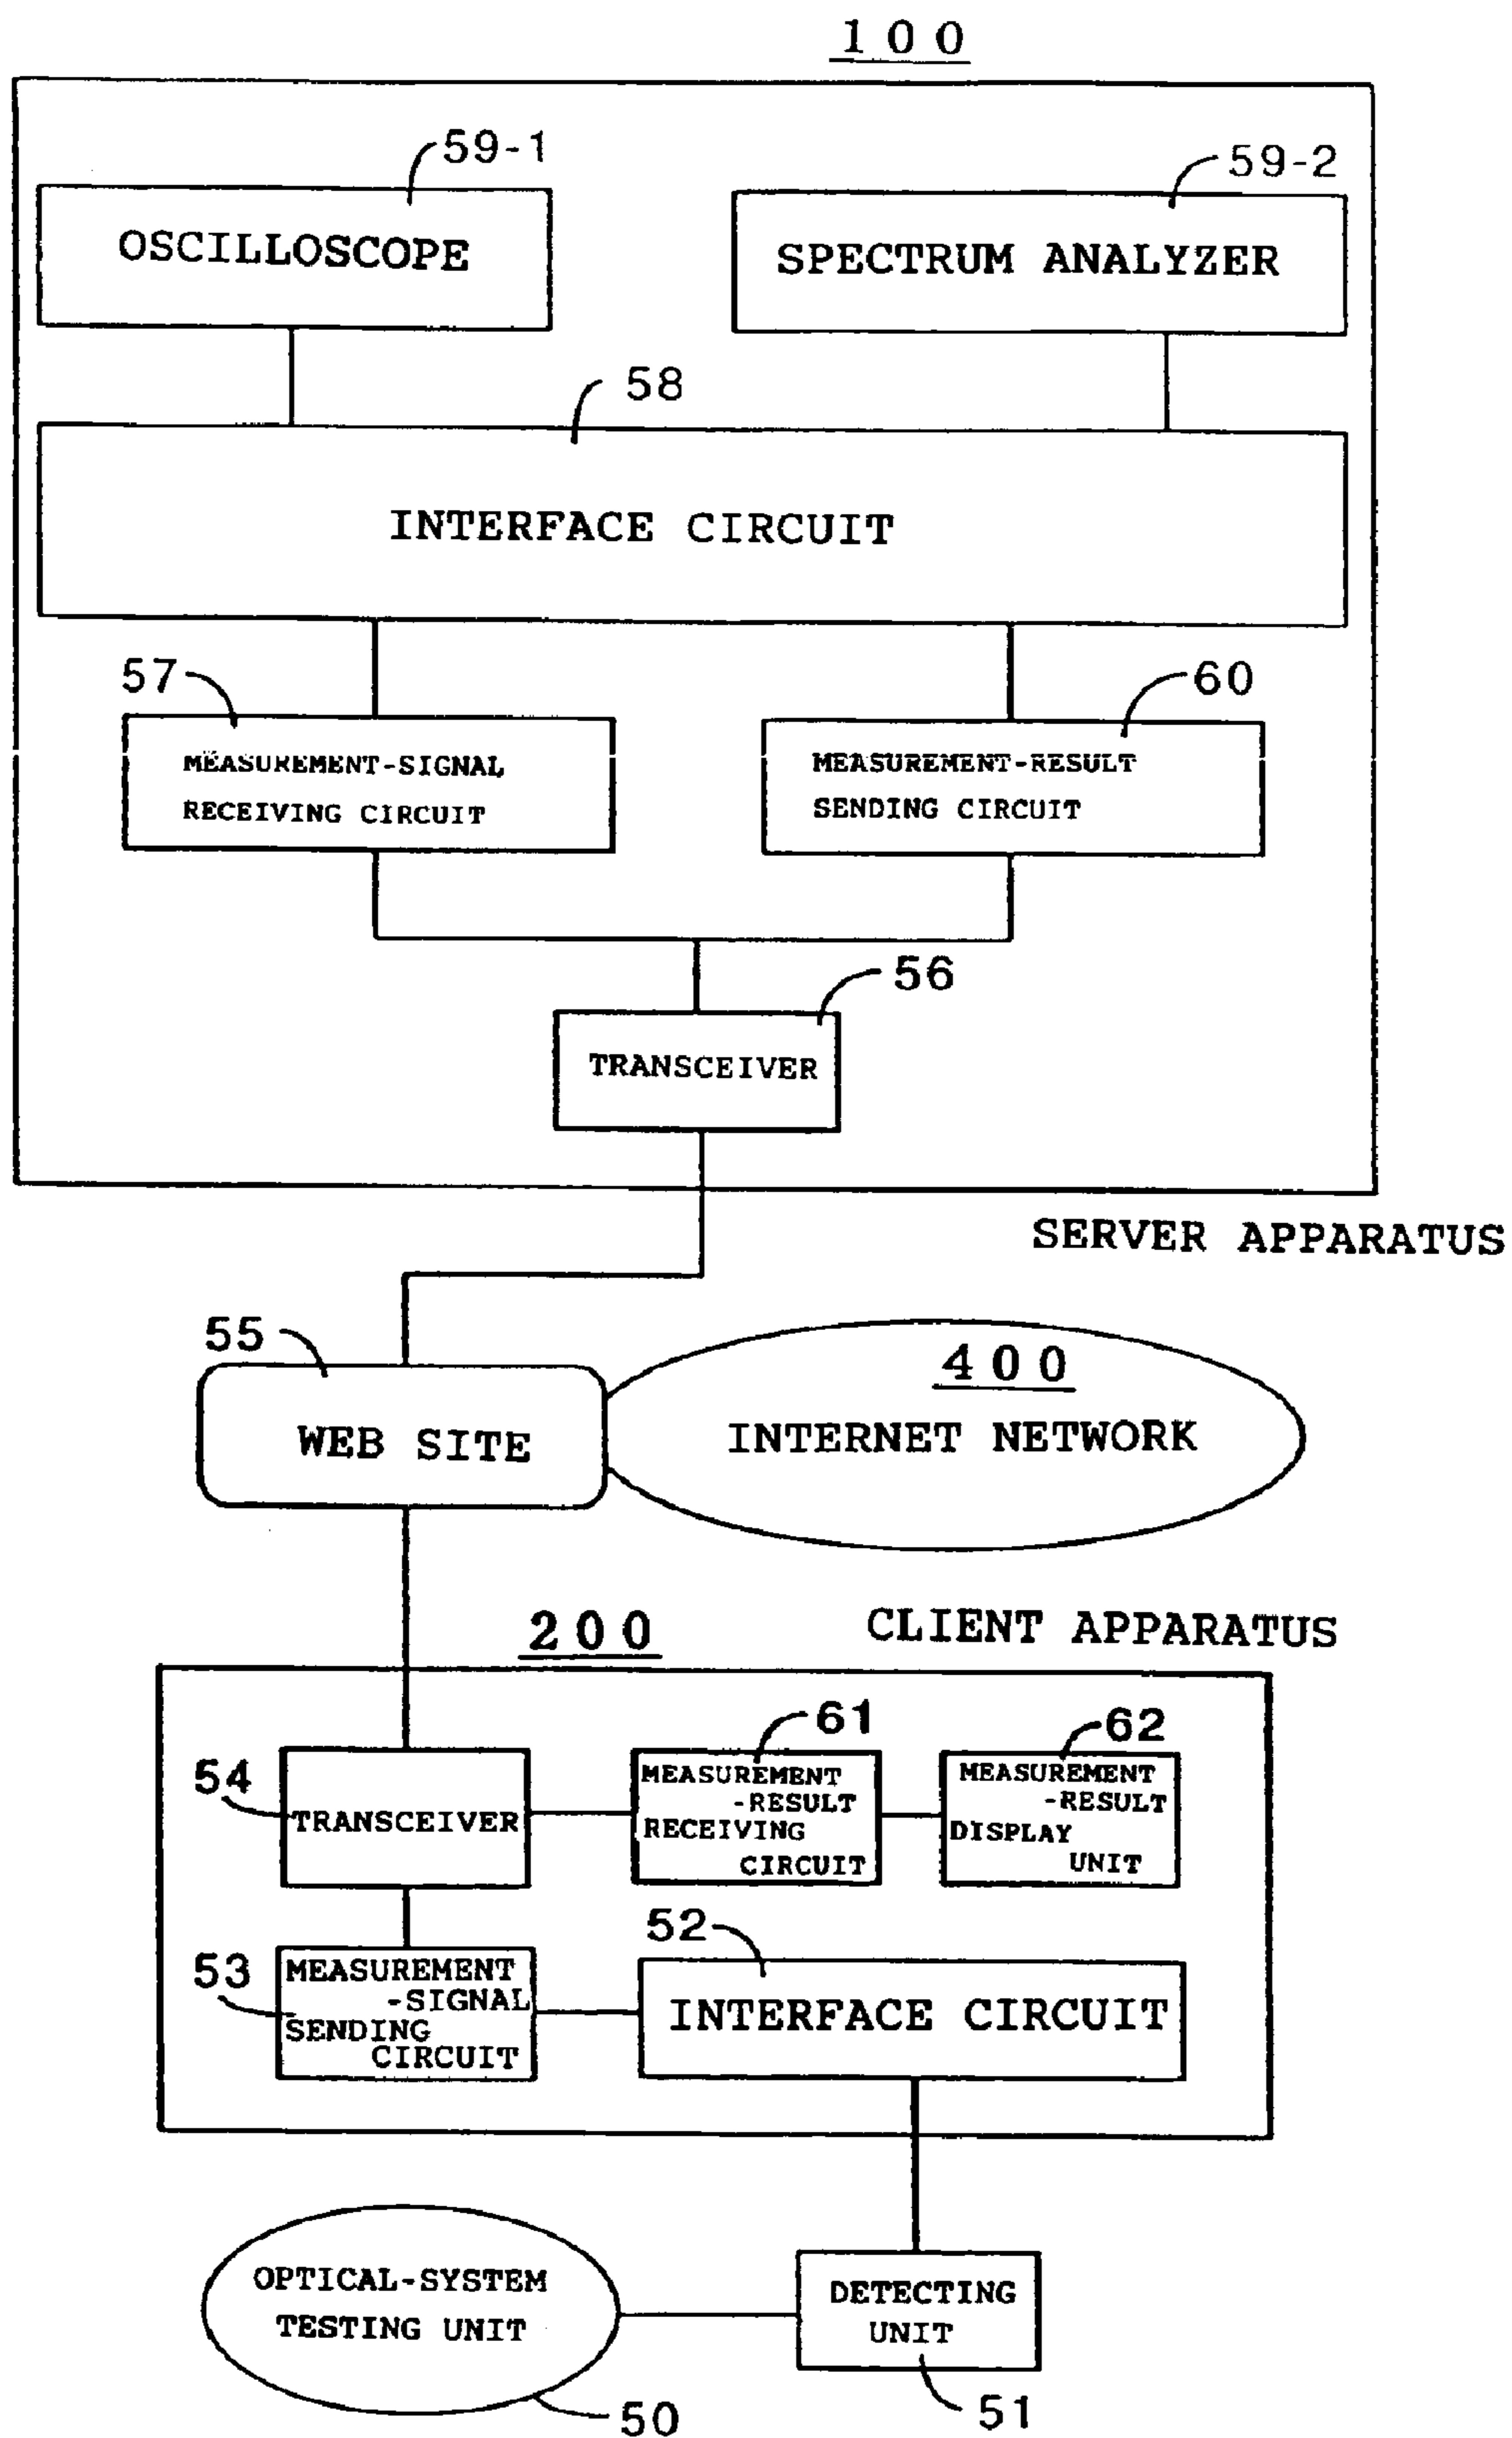 100
59-1
59-2
OSCILLOSCOPE
SPECTRUM ANALYZER
58
INTERFACE CIRCUIT
57
60
MEASUREMENT-SIGNAL
RECEIVING CIRCUIT
MEASUREMENT-RESULT
SENDING CIRCUIT
56
TRANSCEIVER
SERVER APPARATUS
55
WEB SITE
400
INTERNET NETWORK
200
CLIENT APPARATUS
54
TRANSCEIVER
61
MEASUREMENT
-RESULT
RECEIVING
CIRCUIT
62
MEASUREMENT
-RESULT
DISPLAY
UNIT
53
MEASUREMENT
-SIGNAL
SENDING
CIRCUIT
52
INTERFACE CIRCUIT
OPTICAL-SYSTEM
TESTING UNIT
50
DETECTING
UNIT
51